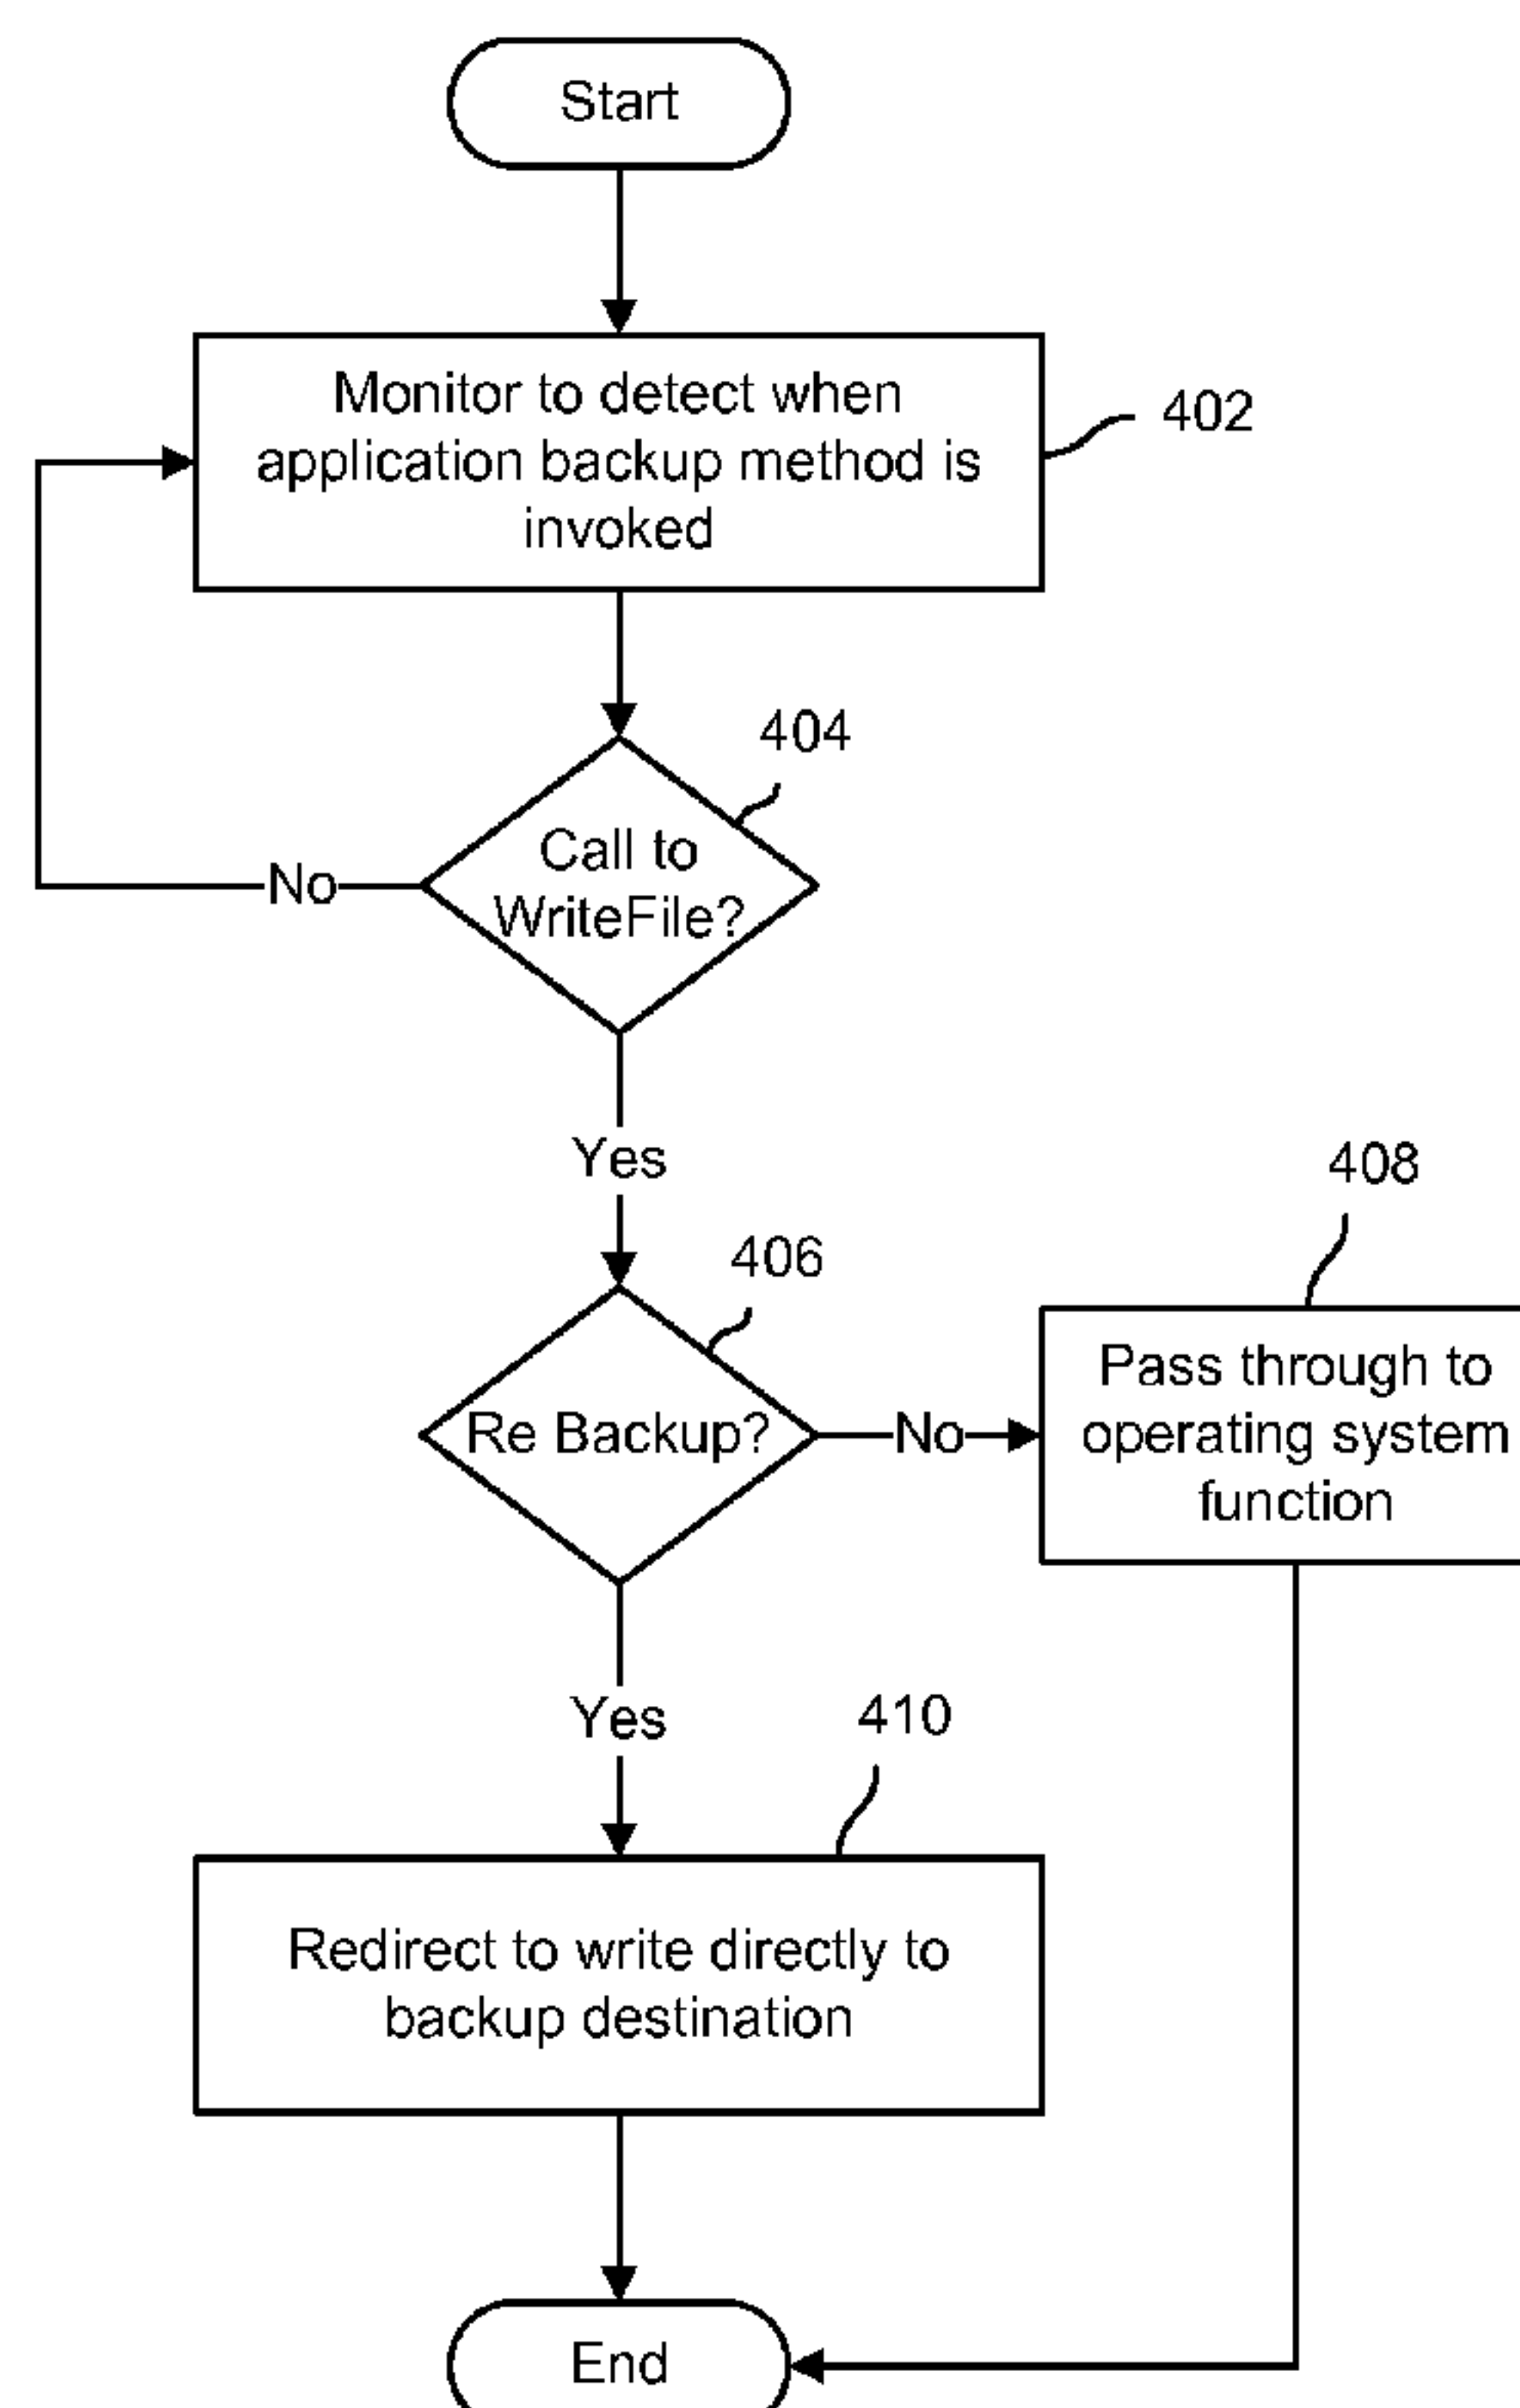 Start
Monitor to detect when
application backup method is
invoked
402
404
Call to
WriteFile?
No
Yes
408
406
Re Backup?
No
Pass through to
operating system
function
Yes
410
Redirect to write directly to
backup destination
End